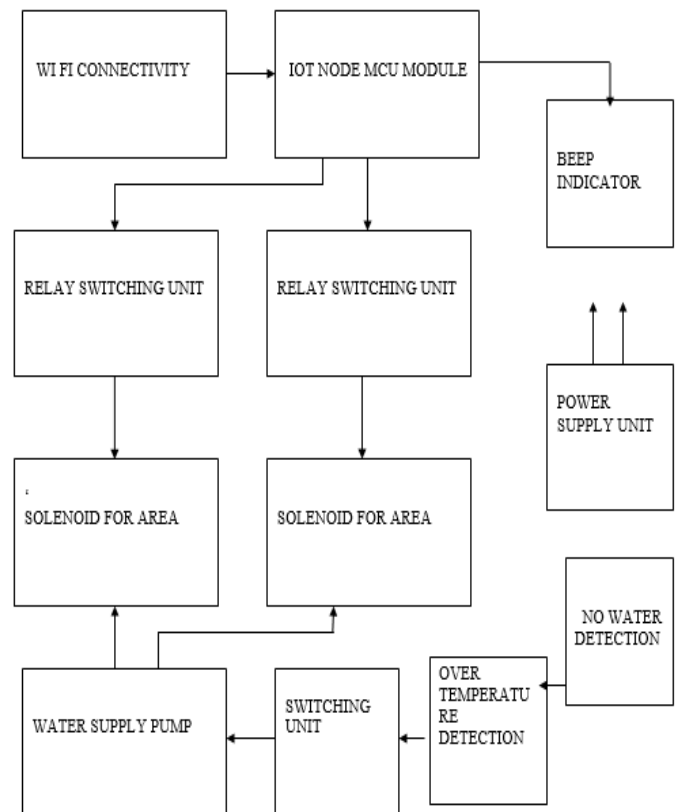 WI FI CONNECTIVITY
IOT NODE MCU MODULE
BEEP
INDICATOR
RELAY SWITCHING UNIT
RELAY SWITCHING UNIT
POWER
SUPPLY UNIT
SOLENOID FOR AREA
SOLENOID FOR AREA
NO WATER
DETECTION
OVER
TEMPERATU
RE
DETECTION
SWITCHING
UNIT
WATER SUPPLY PUMP